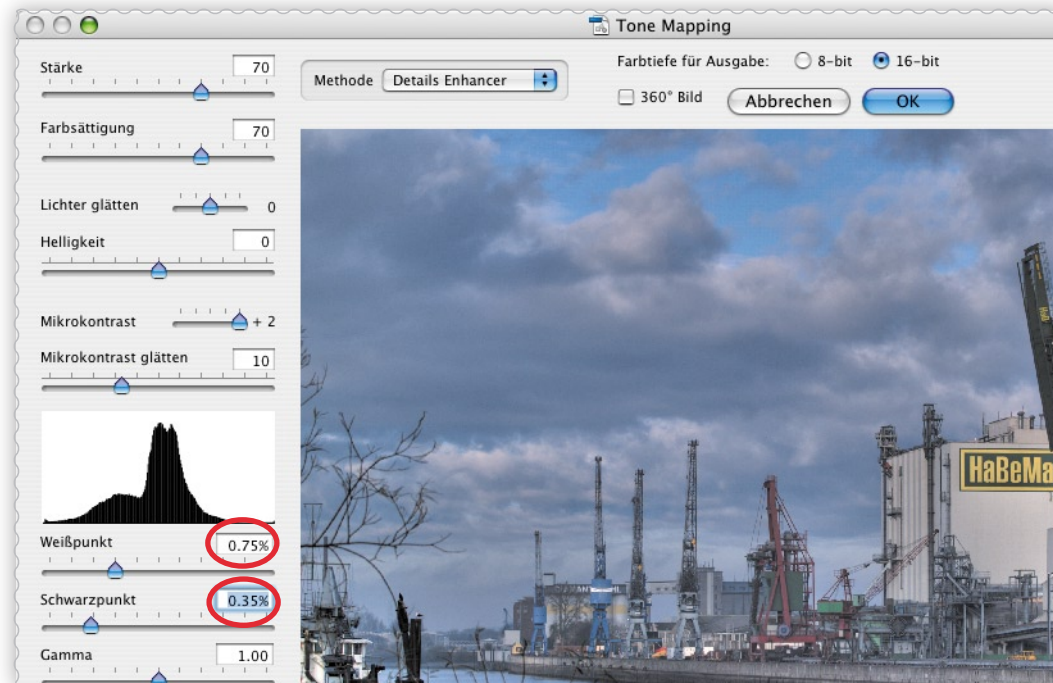 Tone Mapping
Stärke 70
Farbsättigung 70
Lichter glätten 0
Helligkeit 0
Mikrokontrast + 2
Mikrokontrast glätten 10
Weißpunkt 0.75%
Schwarzpunkt 0.35%
Gamma 1.00
Methode Details Enhancer
Farbtiefe für Ausgabe: 8-bit 16-bit
360° Bild Abbrechen OK
HaBeMa